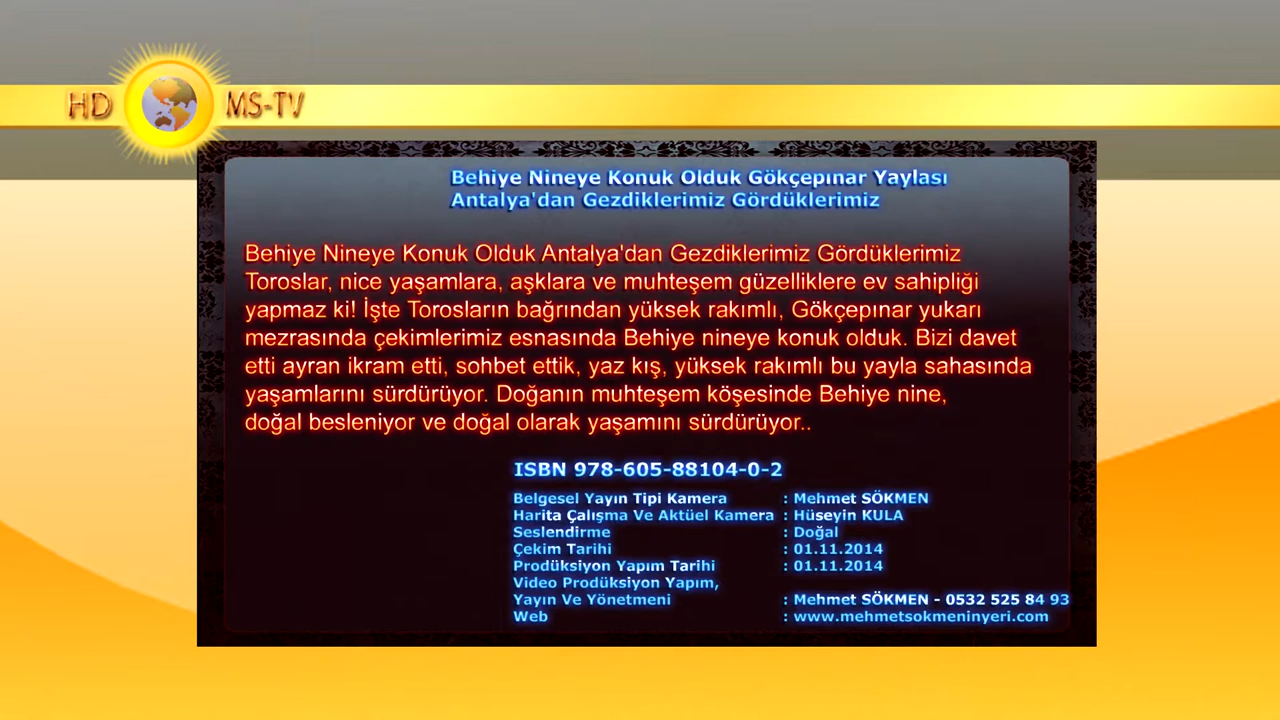 HD MS-TV
Behiye Nineye Konuk Olduk Gökçepınar Yaylası
Antalya'dan Gezdiklerimiz Gördüklerimiz
Behiye Nineye Konuk Olduk Antalya'dan Gezdiklerimiz Gördüklerimiz
Toroslar, nice yaşamlara, aşklara ve muhteşem güzelliklere ev sahipliği
yapmaz ki! İşte Torosların bağrından yüksek rakımlı, Gökçepınar yukarı
mezrasında çekimlerimiz esnasında Behiye nineye konuk olduk. Bizi davet
etti ayran ikram etti, sohbet ettik, yaz kış, yüksek rakımlı bu yayla sahasında
yaşamlarını sürdürüyor. Doğanın muhteşem köşesinde Behiye nine,
doğal besleniyor ve doğal olarak yaşamını sürdürüyor..
ISBN 978-605-88104-0-2
Belgesel Yayın Tipi Kamera : Mehmet SÖKMEN
Harita Çalışma Ve Aktüel Kamera : Hüseyin KULA
Seslendirme : Doğal
Çekim Tarihi : 01.11.2014
Prodüksiyon Yapım Tarihi : 01.11.2014
Video Prodüksiyon Yapım,
Yayın Ve Yönetmeni : Mehmet SÖKMEN - 0532 525 84 93
Web : www.mehmetsokmeninyeri.com